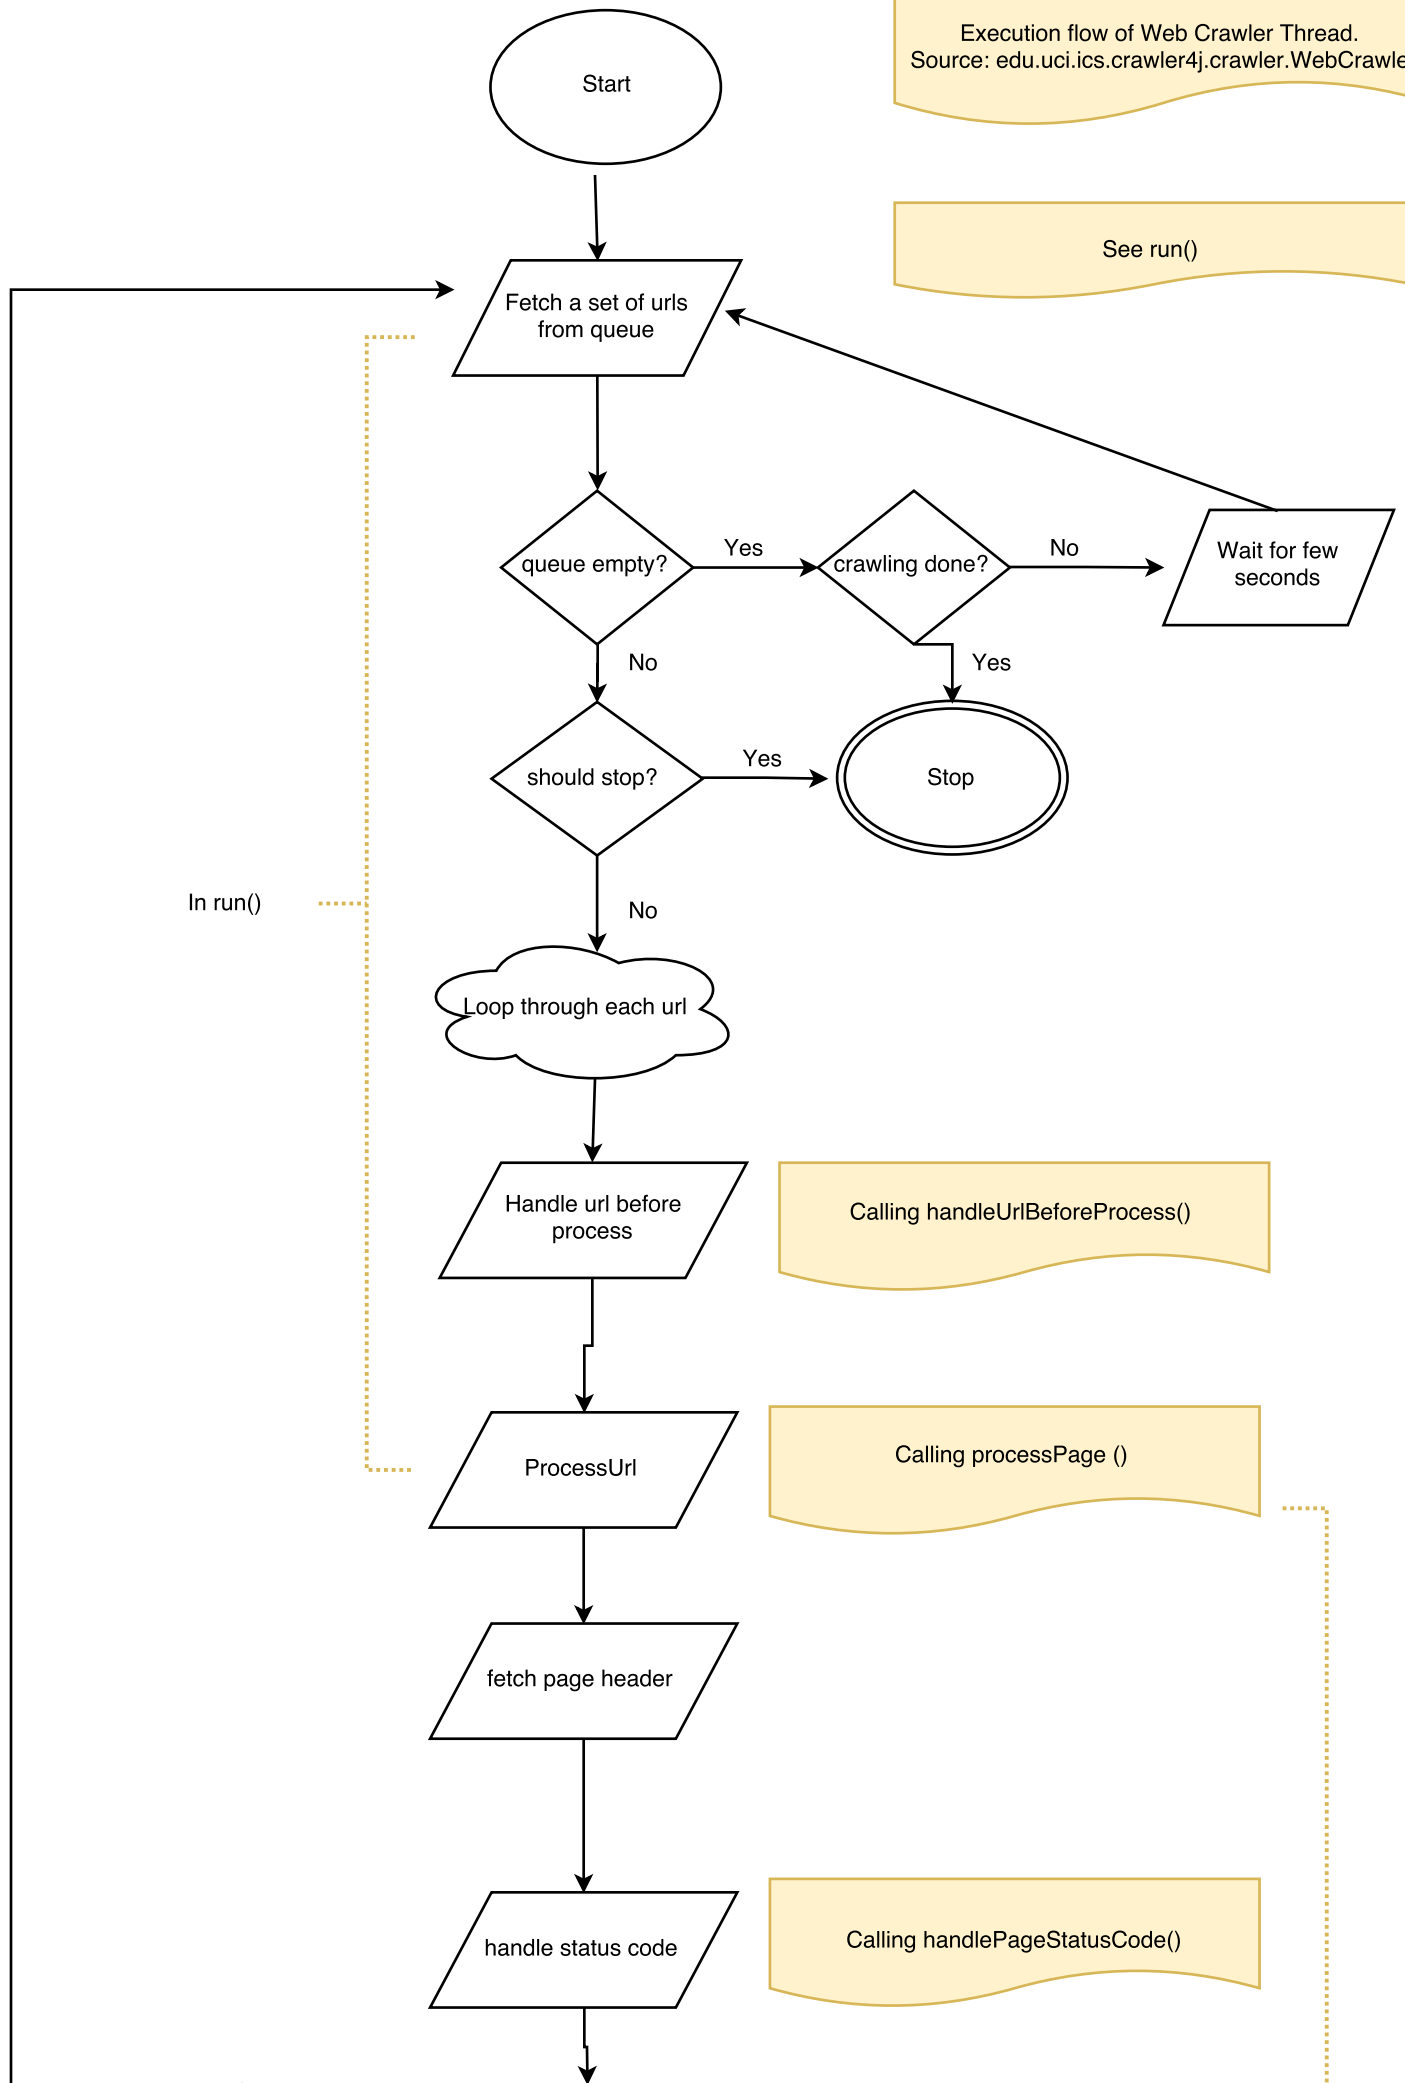 Execution flow of Web Crawler Thread.
Source: edu.uci.ics.crawler4j.crawler.WebCrawle
Start
See run()
Fetch a set of urls
from queue
queue empty?
Yes
crawling done?
No
Wait for few
seconds
No
Yes
should stop?
Yes
Stop
In run()
No
Loop through each url
Handle url before
process
Calling handleUrlBeforeProcess()
ProcessUrl
Calling processPage ()
fetch page header
handle status code
Calling handlePageStatusCode()